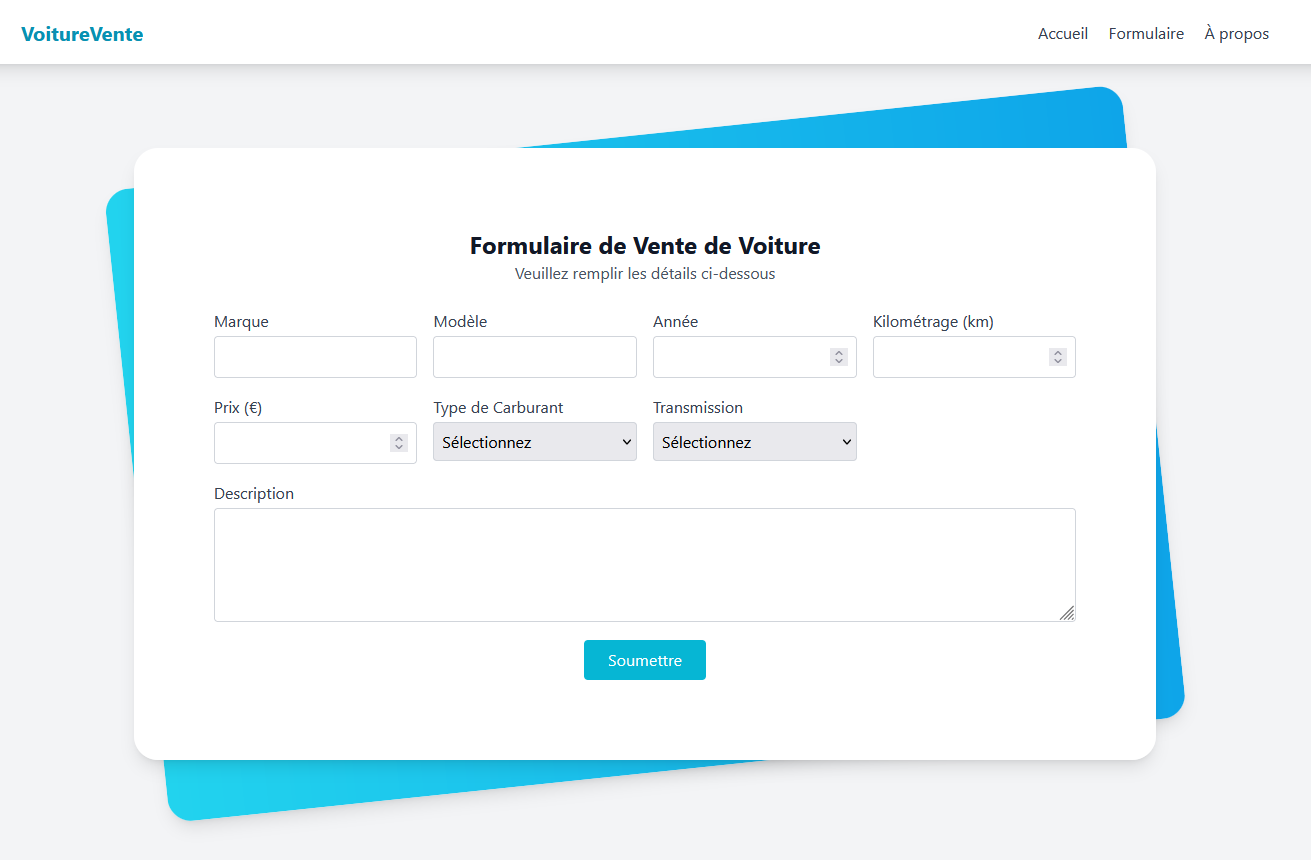 VoitureVente
Accueil Formulaire À propos
Formulaire de Vente de Voiture
Veuillez remplir les détails ci-dessous
Marque Modèle Année Kilométrage (km)
Prix (€) Type de Carburant Transmission
Sélectionnez Sélectionnez
Description
Soumettre